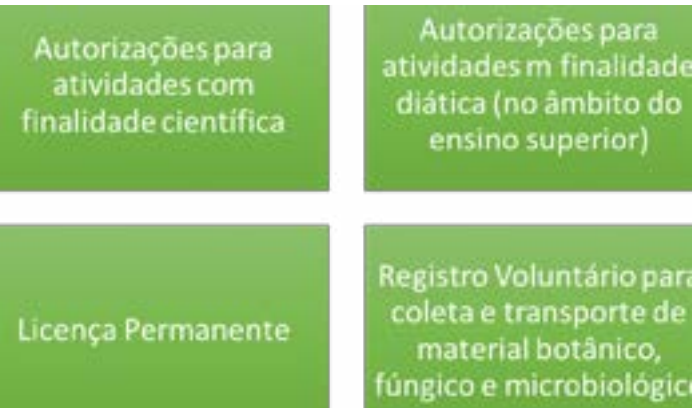 Autorizações para
atividades com
finalidade científica
Autorizações para
atividades m finalidade
diática (no âmbito do
ensino superior)
Licença Permanente
Registro Voluntário para
coleta e transporte de
material botânico,
fúngico e microbiológico